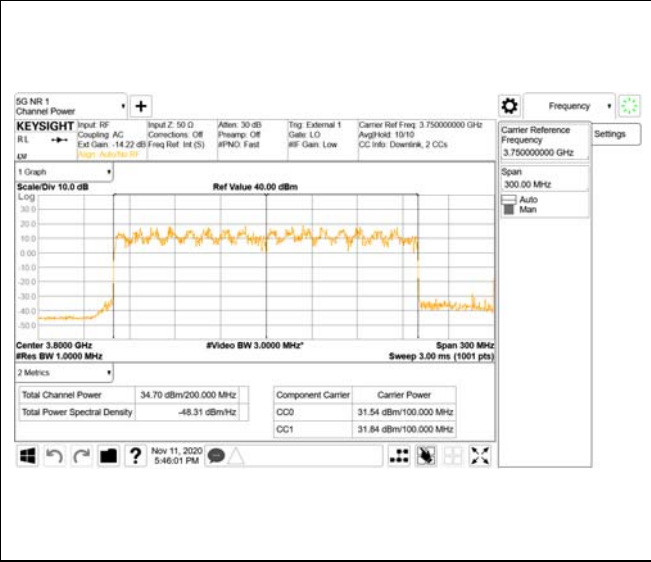 5G NR 1
Channel Power
Frequency
KEYSIGHT
RL
Input: RF
Coupling: AC
Ext Gain: -14.22 dB
Align: Auto/No RF
Input Z: 50 Ω
Corrections: Off
Freq Ref: Int (S)
Atten: 30 dB
Preamp: Off
#PNO: Fast
Trig: External 1
Gate: LO
#IF Gain: Low
Carrier Ref Freq: 3.750000000 GHz
Avg|Hold: 10/10
CC Info: Downlink, 2 CCs
Carrier Reference
Frequency
3.750000000 GHz
Settings
Span
300.00 MHz
Auto
Man
1 Graph
Scale/Div 10.0 dB
Ref Value 40.00 dBm
Log
30.0
20.0
10.0
0.00
-10.0
-20.0
-30.0
-40.0
-50.0
Center 3.8000 GHz
#Video BW 3.0000 MHz*
Span 300 MHz
#Res BW 1.0000 MHz
Sweep 3.00 ms (1001 pts)
2 Metrics
Total Channel Power 34.70 dBm/200.000 MHz
Total Power Spectral Density -48.31 dBm/Hz
Component Carrier Carrier Power
CC0 31.54 dBm/100.000 MHz
CC1 31.84 dBm/100.000 MHz
?
Nov 11, 2020
5:46:01 PM